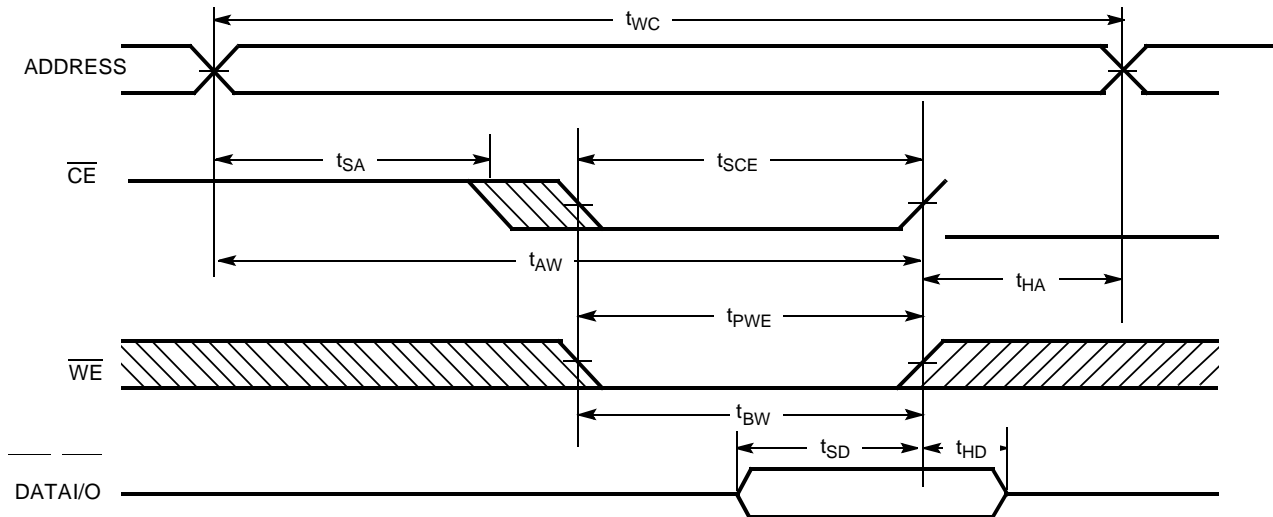 tWC
ADDRESS
tSA
tSCE
CE
tAW
tHA
tPWE
WE
tBW
tSD
tHD
DATAI/O